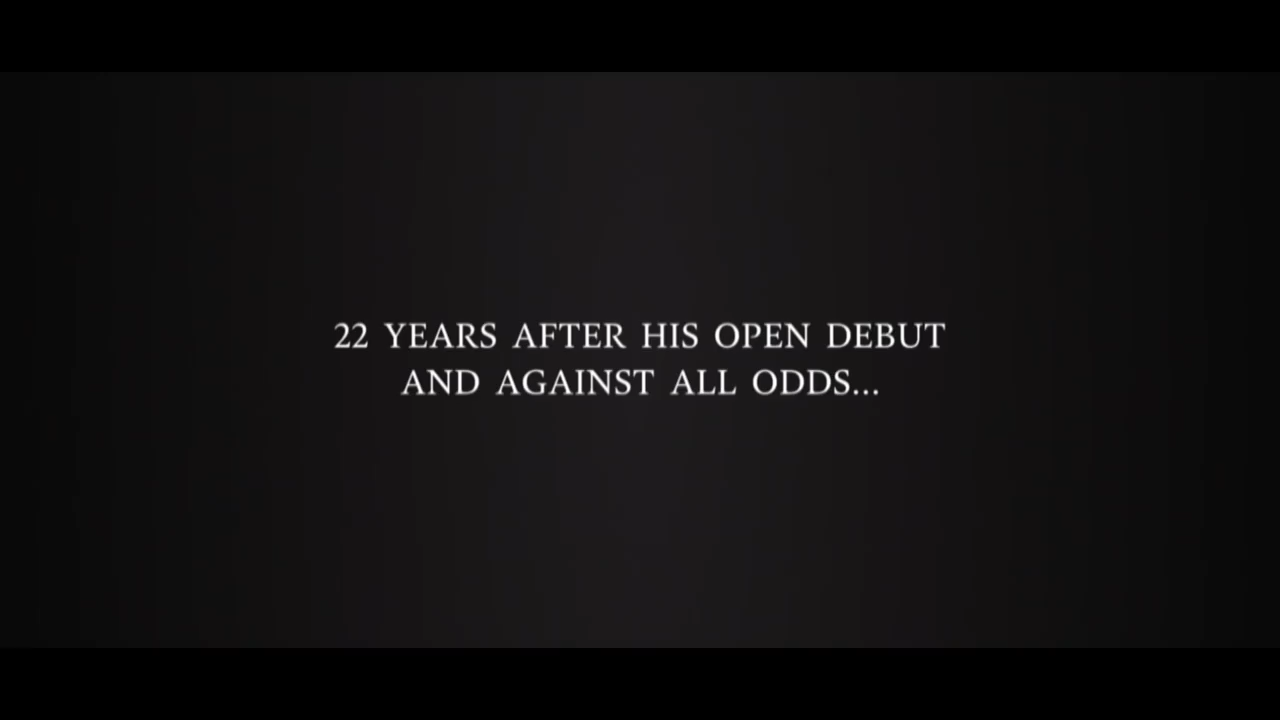 22 YEARS AFTER HIS OPEN DEBUT
AND AGAINST ALL ODDS...